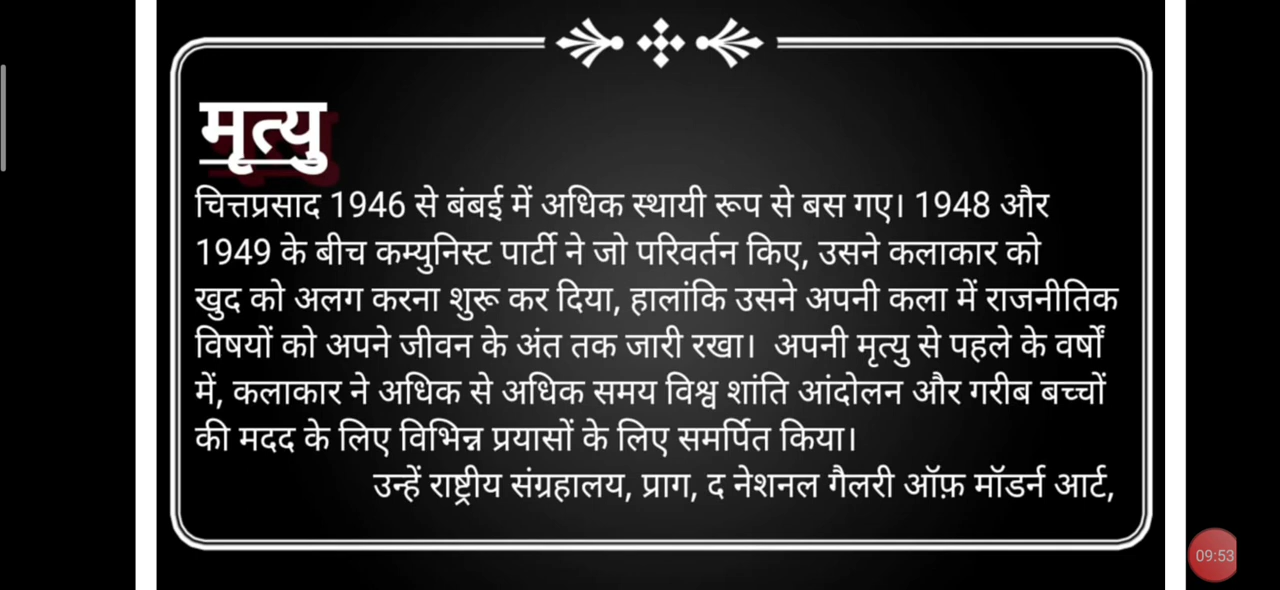 मृत्यु
चित्तप्रसाद 1946 से बंबई में अधिक स्थायी रूप से बस गए। 1948 और
1949 के बीच कम्युनिस्ट पार्टी ने जो परिवर्तन किए, उसने कलाकार को
खुद को अलग करना शुरू कर दिया, हालांकि उसने अपनी कला में राजनीतिक
विषयों को अपने जीवन के अंत तक जारी रखा। अपनी मृत्यु से पहले के वर्षों
में, कलाकार ने अधिक से अधिक समय विश्व शांति आंदोलन और गरीब बच्चों
की मदद के लिए विभिन्न प्रयासों के लिए समर्पित किया।
उन्हें राष्ट्रीय संग्रहालय, प्राग, द नेशनल गैलरी ऑफ़ मॉडर्न आर्ट,
09:53